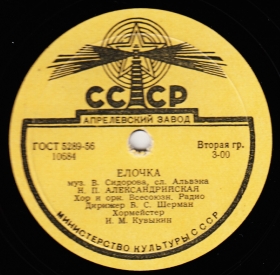 СССР
АПРЕЛЕВСКИЙ ЗАВОД
ГОСТ 5289-56
10684
Вторая гр.
3-00
ЕЛОЧКА
муз. В. Сидорова, сл. Альвэна
Н. П. АЛЕКСАНДРИЙСКАЯ
Хор и орк. Всесоюзн. Радио
Дирижер В. С. Шерман
Хормейстер
И. М. Кувыкин
МИНИСТЕРСТВО КУЛЬТУРЫ СССР